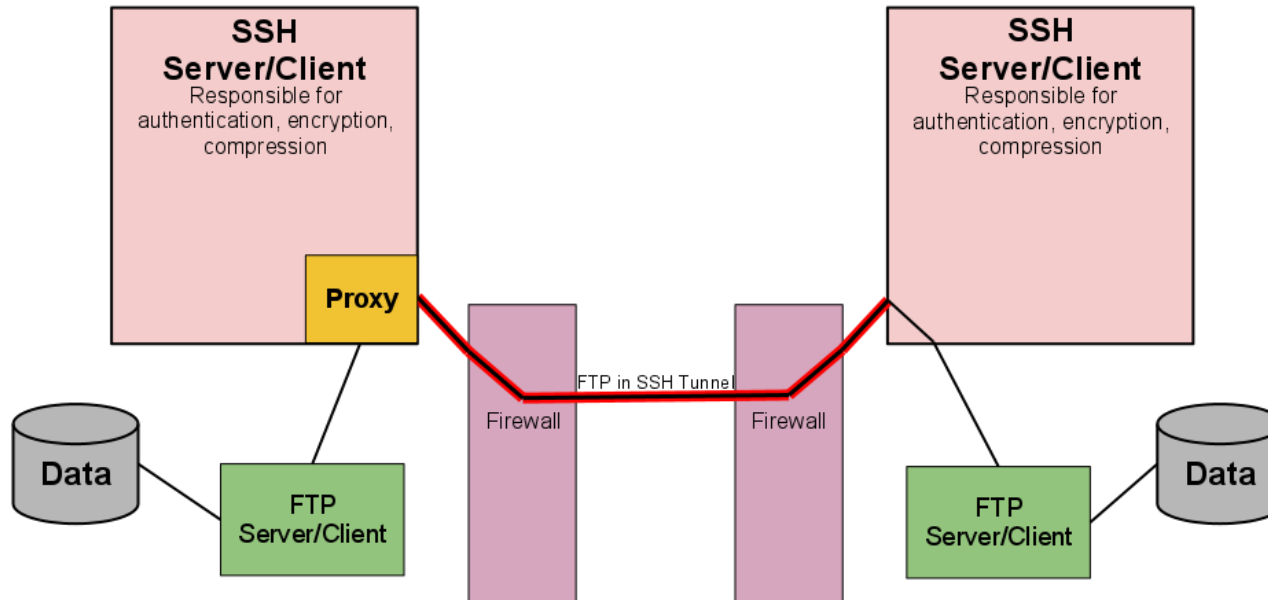 SSH
Server/Client
Responsible for
authentication, encryption,
compression
Proxy
SSH
Server/Client
Responsible for
authentication, encryption,
compression
FTP in SSH Tunnel
Firewall
Firewall
Data
FTP
Server/Client
FTP
Server/Client
Data